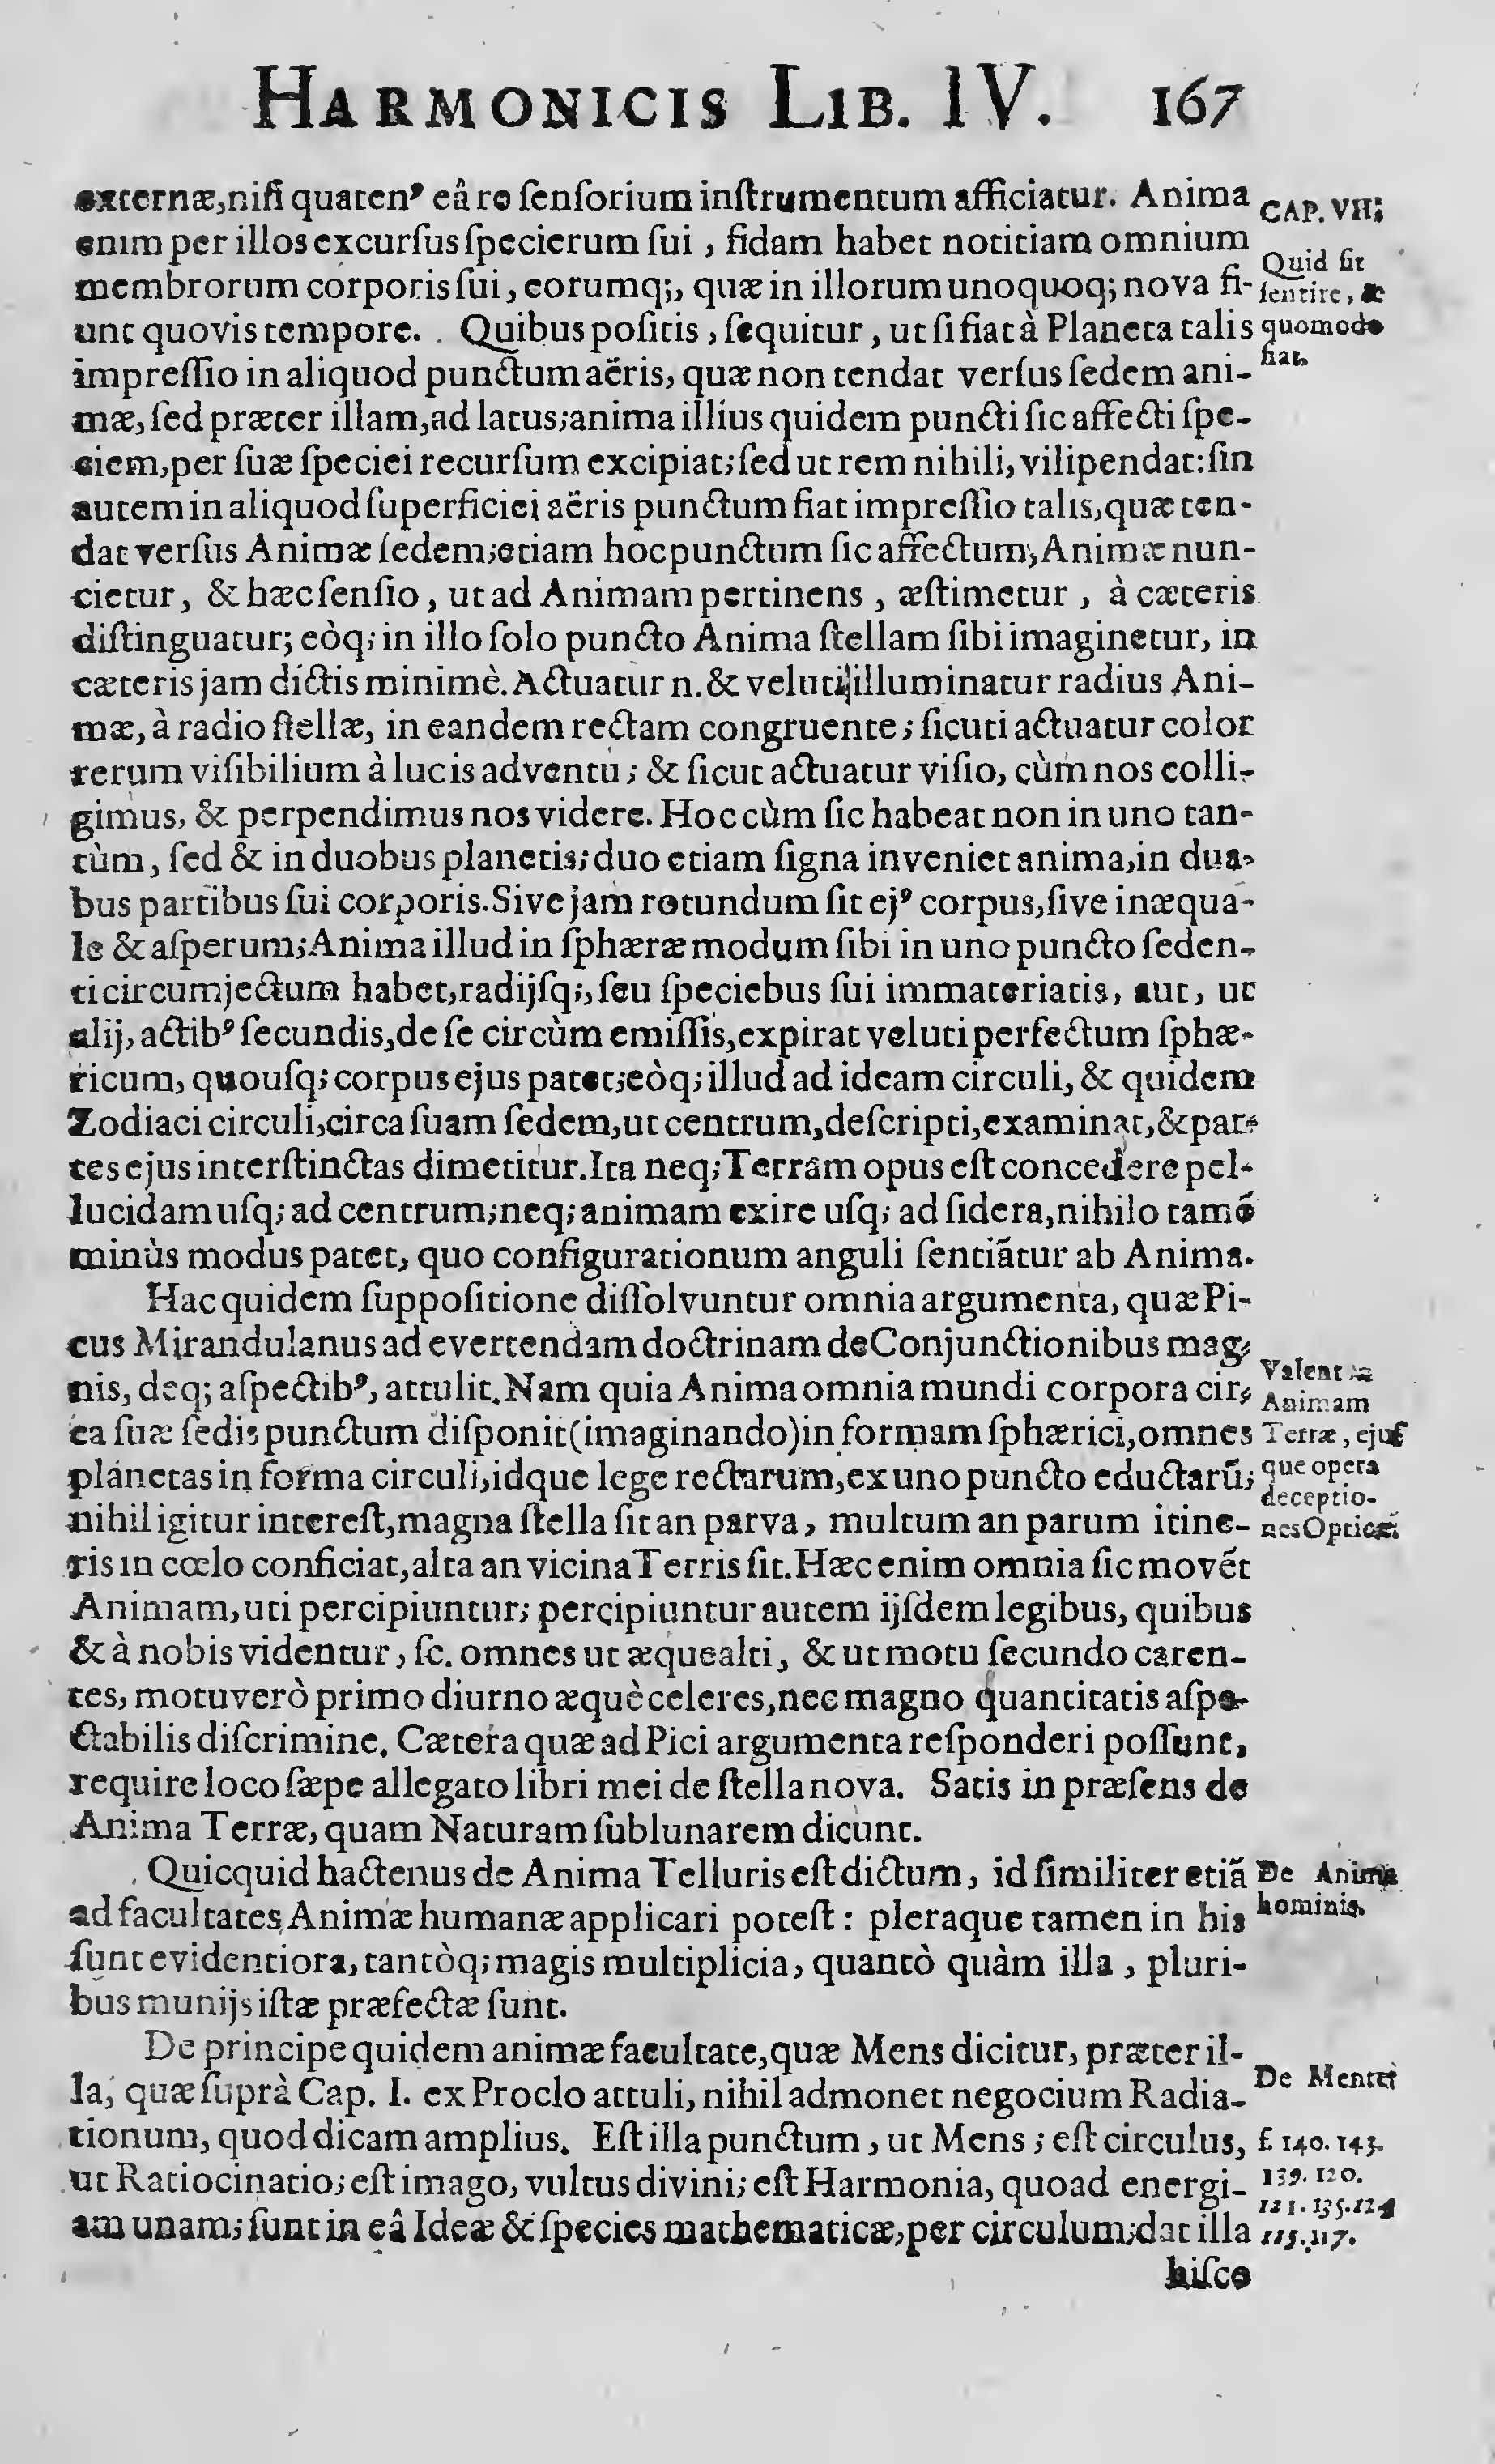 HARMONICIS LIB. IV. 167
externæ, niſi quatenꝰ eâ re ſenſorium inſtrumentum afficiatur. Anima
enim per illos excurſus ſpecierum ſui, fidam habet notitiam omnium
membrorum corporis ſui, eorumq;, quæ in illorum unoquoq; nova fi-
unt quovis tempore. Quibus poſitis, ſequitur, ut ſi fiat à Planeta talis
impreſſio in aliquod punctum aëris, quæ non tendat verſus ſedem ani-
mæ, ſed præter illam, ad latus; anima illius quidem puncti ſic affecti ſpe-
ciem, per ſuæ ſpeciei recurſum excipiat; ſed ut rem nihili, vilipendat: ſin
autem in aliquod ſuperficiei aëris punctum fiat impreſſio talis, quæ ten-
dat verſus Animæ ſedem; etiam hoc punctum ſic affectum, Animæ nun-
cietur, & hæc ſenſio, ut ad Animam pertinens, æſtimetur, à cæteris
diſtinguatur; eòq; in illo ſolo puncto Anima ſtellam ſibi imaginetur, in
cæteris jam dictis minimè. Actuatur n. & veluti illuminatur radius Ani-
mæ, à radio ſtellæ, in eandem rectam congruente; ſicuti actuatur color
rerum viſibilium à lucis adventu; & ſicut actuatur viſio, cùm nos colli-
gimus, & perpendimus nos videre. Hoc cùm ſic habeat non in uno tan-
tùm, ſed & in duobus planetis; duo etiam ſigna inveniet anima, in dua-
bus partibus ſui corporis. Sive jam rotundum ſit ejꝰ corpus, ſive inæqua-
le & aſperum; Anima illud in ſphæræ modum ſibi in uno puncto ſeden-
ti circumjectum habet, radijſq;, ſeu ſpeciebus ſui immateriatis, aut, ut
alij, actibꝰ ſecundis, de ſe circùm emiſſis, expirat veluti perfectum ſphæ-
ricum, quouſq; corpus ejus patet; eòq; illud ad ideam circuli, & quidem
Zodiaci circuli, circa ſuam ſedem, ut centrum, deſcripti, examinat, & par-
tes ejus interſtinctas dimetitur. Ita neq; Terram opus eſt concedere pel-
lucidam uſq; ad centrum; neq; animam exire uſq; ad ſidera, nihilo tamẽ
minùs modus patet, quo configurationum anguli ſentiãtur ab Anima.
Hac quidem ſuppoſitione diſſolvuntur omnia argumenta, quæ Pi-
cus Mirandulanus ad evertendam doctrinam de Conjunctionibus mag-
nis, deq; aſpectibꝰ, attulit. Nam quia Anima omnia mundi corpora cir-
ca ſuæ ſedis punctum diſponit (imaginando) in formam ſphærici, omnes
planetas in forma circuli, idque lege rectarum, ex uno puncto eductarũ;
nihil igitur intereſt, magna ſtella ſit an parva, multum an parum itine-
ris in cœlo conficiat, alta an vicina Terris ſit. Hæc enim omnia ſic movẽt
Animam, uti percipiuntur; percipiuntur autem ijſdem legibus, quibus
& à nobis videntur, ſc. omnes ut æque alti, & ut motu ſecundo caren-
tes, motu verò primo diurno æquè celeres, nec magno quantitatis aſpe-
ctabilis diſcrimine. Cætera quæ ad Pici argumenta reſponderi poſſunt,
require loco ſæpe allegato libri mei de ſtella nova. Satis in præſens de
Anima Terræ, quam Naturam ſublunarem dicunt.
Quicquid hactenus de Anima Telluris eſt dictum, id ſimiliter etiã
ad facultates Animæ humanæ applicari poteſt: pleraque tamen in his
ſunt evidentiora, tantòq; magis multiplicia, quantò quàm illa, pluri-
bus munijs iſtæ præfectæ ſunt.
De principe quidem animæ facultate, quæ Mens dicitur, præter il-
la, quæ ſuprà Cap. I. ex Proclo attuli, nihil admonet negocium Radia-
tionum, quod dicam amplius. Eſt illa punctum, ut Mens; eſt circulus,
ut Ratiocinatio; eſt imago, vultus divini; eſt Harmonia, quoad energi-
am unam; ſunt in eâ Ideæ & ſpecies mathematicæ, per circulum; dat illa
hiſce
CAP. VII.
Quid ſit
ſentire, &
quomodo
fiat.
Valent in
Animam
Terræ, ejuſ
que opera
deceptio-
nes Opticæ.
De Anima
hominis.
De Mente
f. 140. 143.
139. 120.
121. 135. 124
115. 117.